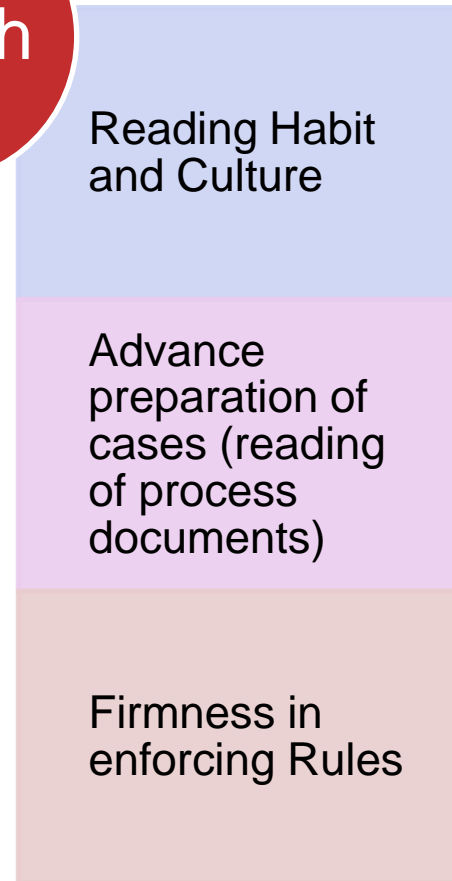 h
Reading Habit
and Culture
Advance
preparation of
cases (reading
of process
documents)
Firmness in
enforcing Rules